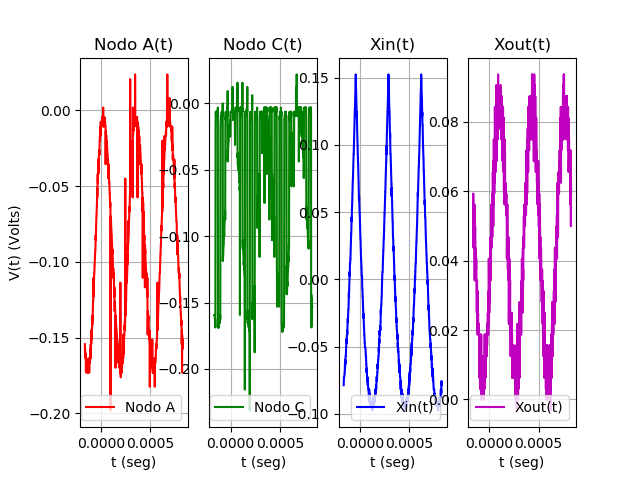 Nodo A(t)
Nodo C(t)
Xin(t)
Xout(t)
V(t) (Volts)
0.00
−0.05
−0.10
−0.15
−0.20
0.00
−0.05
−0.10
−0.15
−0.20
0.15
0.10
0.05
0.00
−0.05
−0.10
0.08
0.06
0.04
0.02
0.00
Nodo A
Nodo C
Xin(t)
Xout(t)
0.0000 0.0005
0.0000 0.0005
0.0000 0.0005
0.0000 0.0005
t (seg)
t (seg)
t (seg)
t (seg)